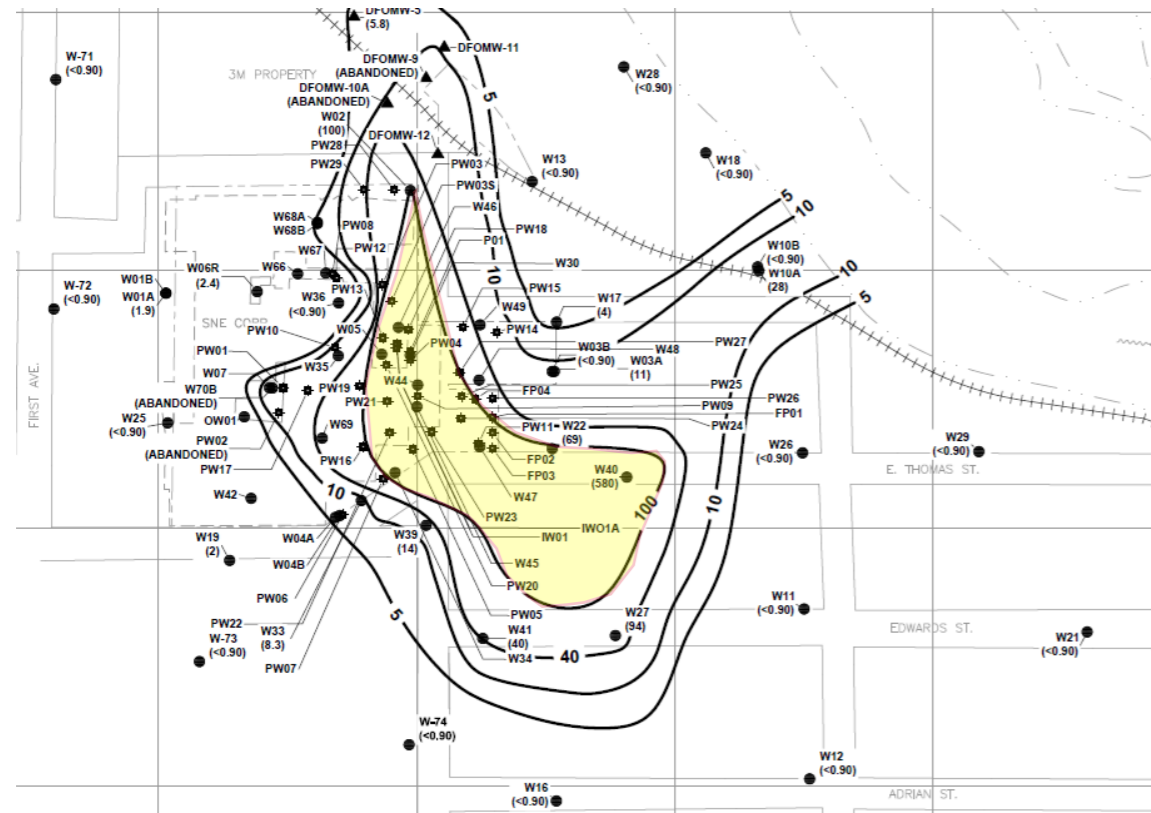 DFOMW-5
(5.8)
W-71
(<0.90)
3M PROPERTY
DFOMW-11
DFOMW-9
(ABANDONED)
DFOMW-10A
(ABANDONED)
5
W28
(<0.90)
W02
(100)
DFOMW-12
PW28
PW29
PW03
W13
(<0.90)
W18
(<0.90)
PW03S
W46
5
10
W68A
W68B
PW08
PW18
P01
W67
PW12
W30
W10B
(<0.90)
W10A
(28)
10
5
W01B
W01A
(1.9)
W06R
(2.4)
W66
PW13
10
PW15
W-72
(<0.90)
W36
(<0.90)
W49
W17
(4)
SNE CORP.
W05
PW14
PW10
PW04
W03B
(<0.90)
W48
PW27
PW01
W07
W35
W03A
(11)
W70B
(ABANDONED)
PW19
W44
FP04
PW25
PW26
FIRST AVE.
W25
(<0.90)
OW01
PW21
PW09
FP01
PW02
(ABANDONED)
W69
PW11
W22
(69)
PW24
W26
(<0.90)
W29
(<0.90)
PW17
PW16
FP02
FP03
W40
(580)
E. THOMAS ST.
W42
10
W47
100
10
PW23
IWO1A
W19
(2)
W04A
W39
(14)
IW01
W04B
W45
PW06
PW20
W11
(<0.90)
PW22
W33
(8.3)
5
PW05
W27
(94)
EDWARDS ST.
W-73
(<0.90)
W41
(40)
W21
(<0.90)
PW07
W34
40
W-74
(<0.90)
W12
(<0.90)
W16
(<0.90)
ADRIAN ST.